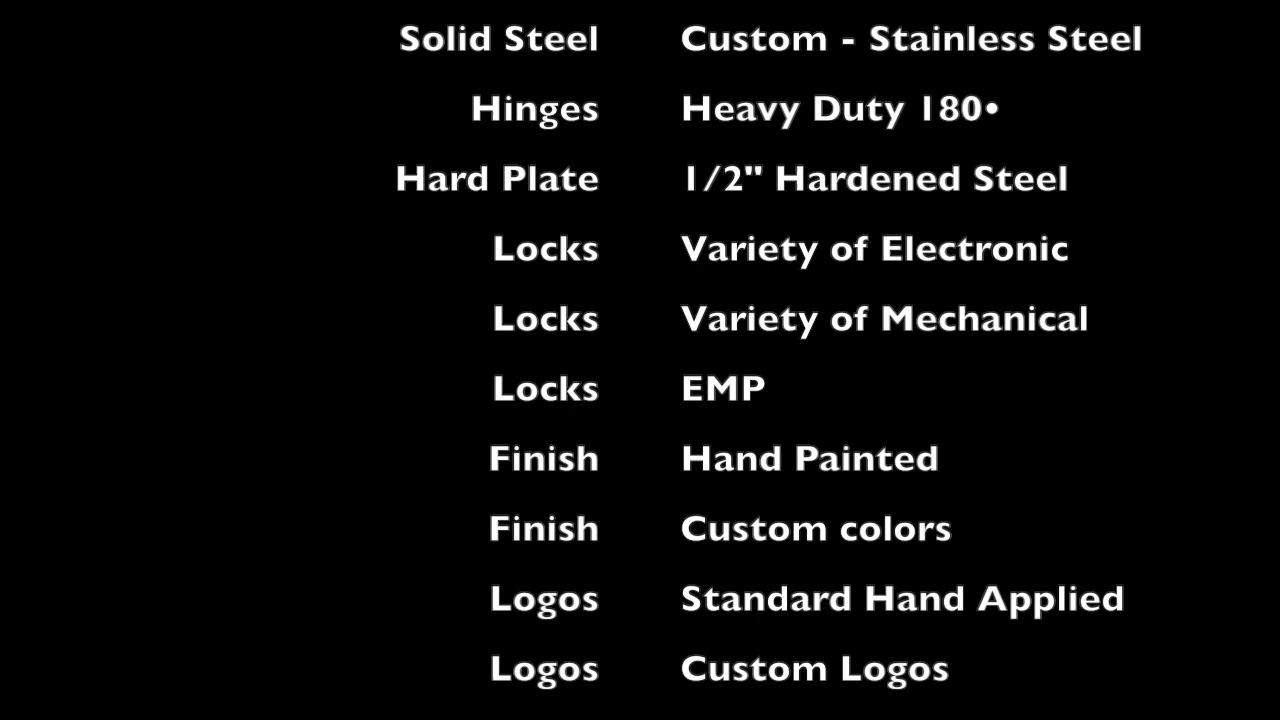 Solid Steel Custom - Stainless Steel
Hinges Heavy Duty 180•
Hard Plate 1/2" Hardened Steel
Locks Variety of Electronic
Locks Variety of Mechanical
Locks EMP
Finish Hand Painted
Finish Custom colors
Logos Standard Hand Applied
Logos Custom Logos